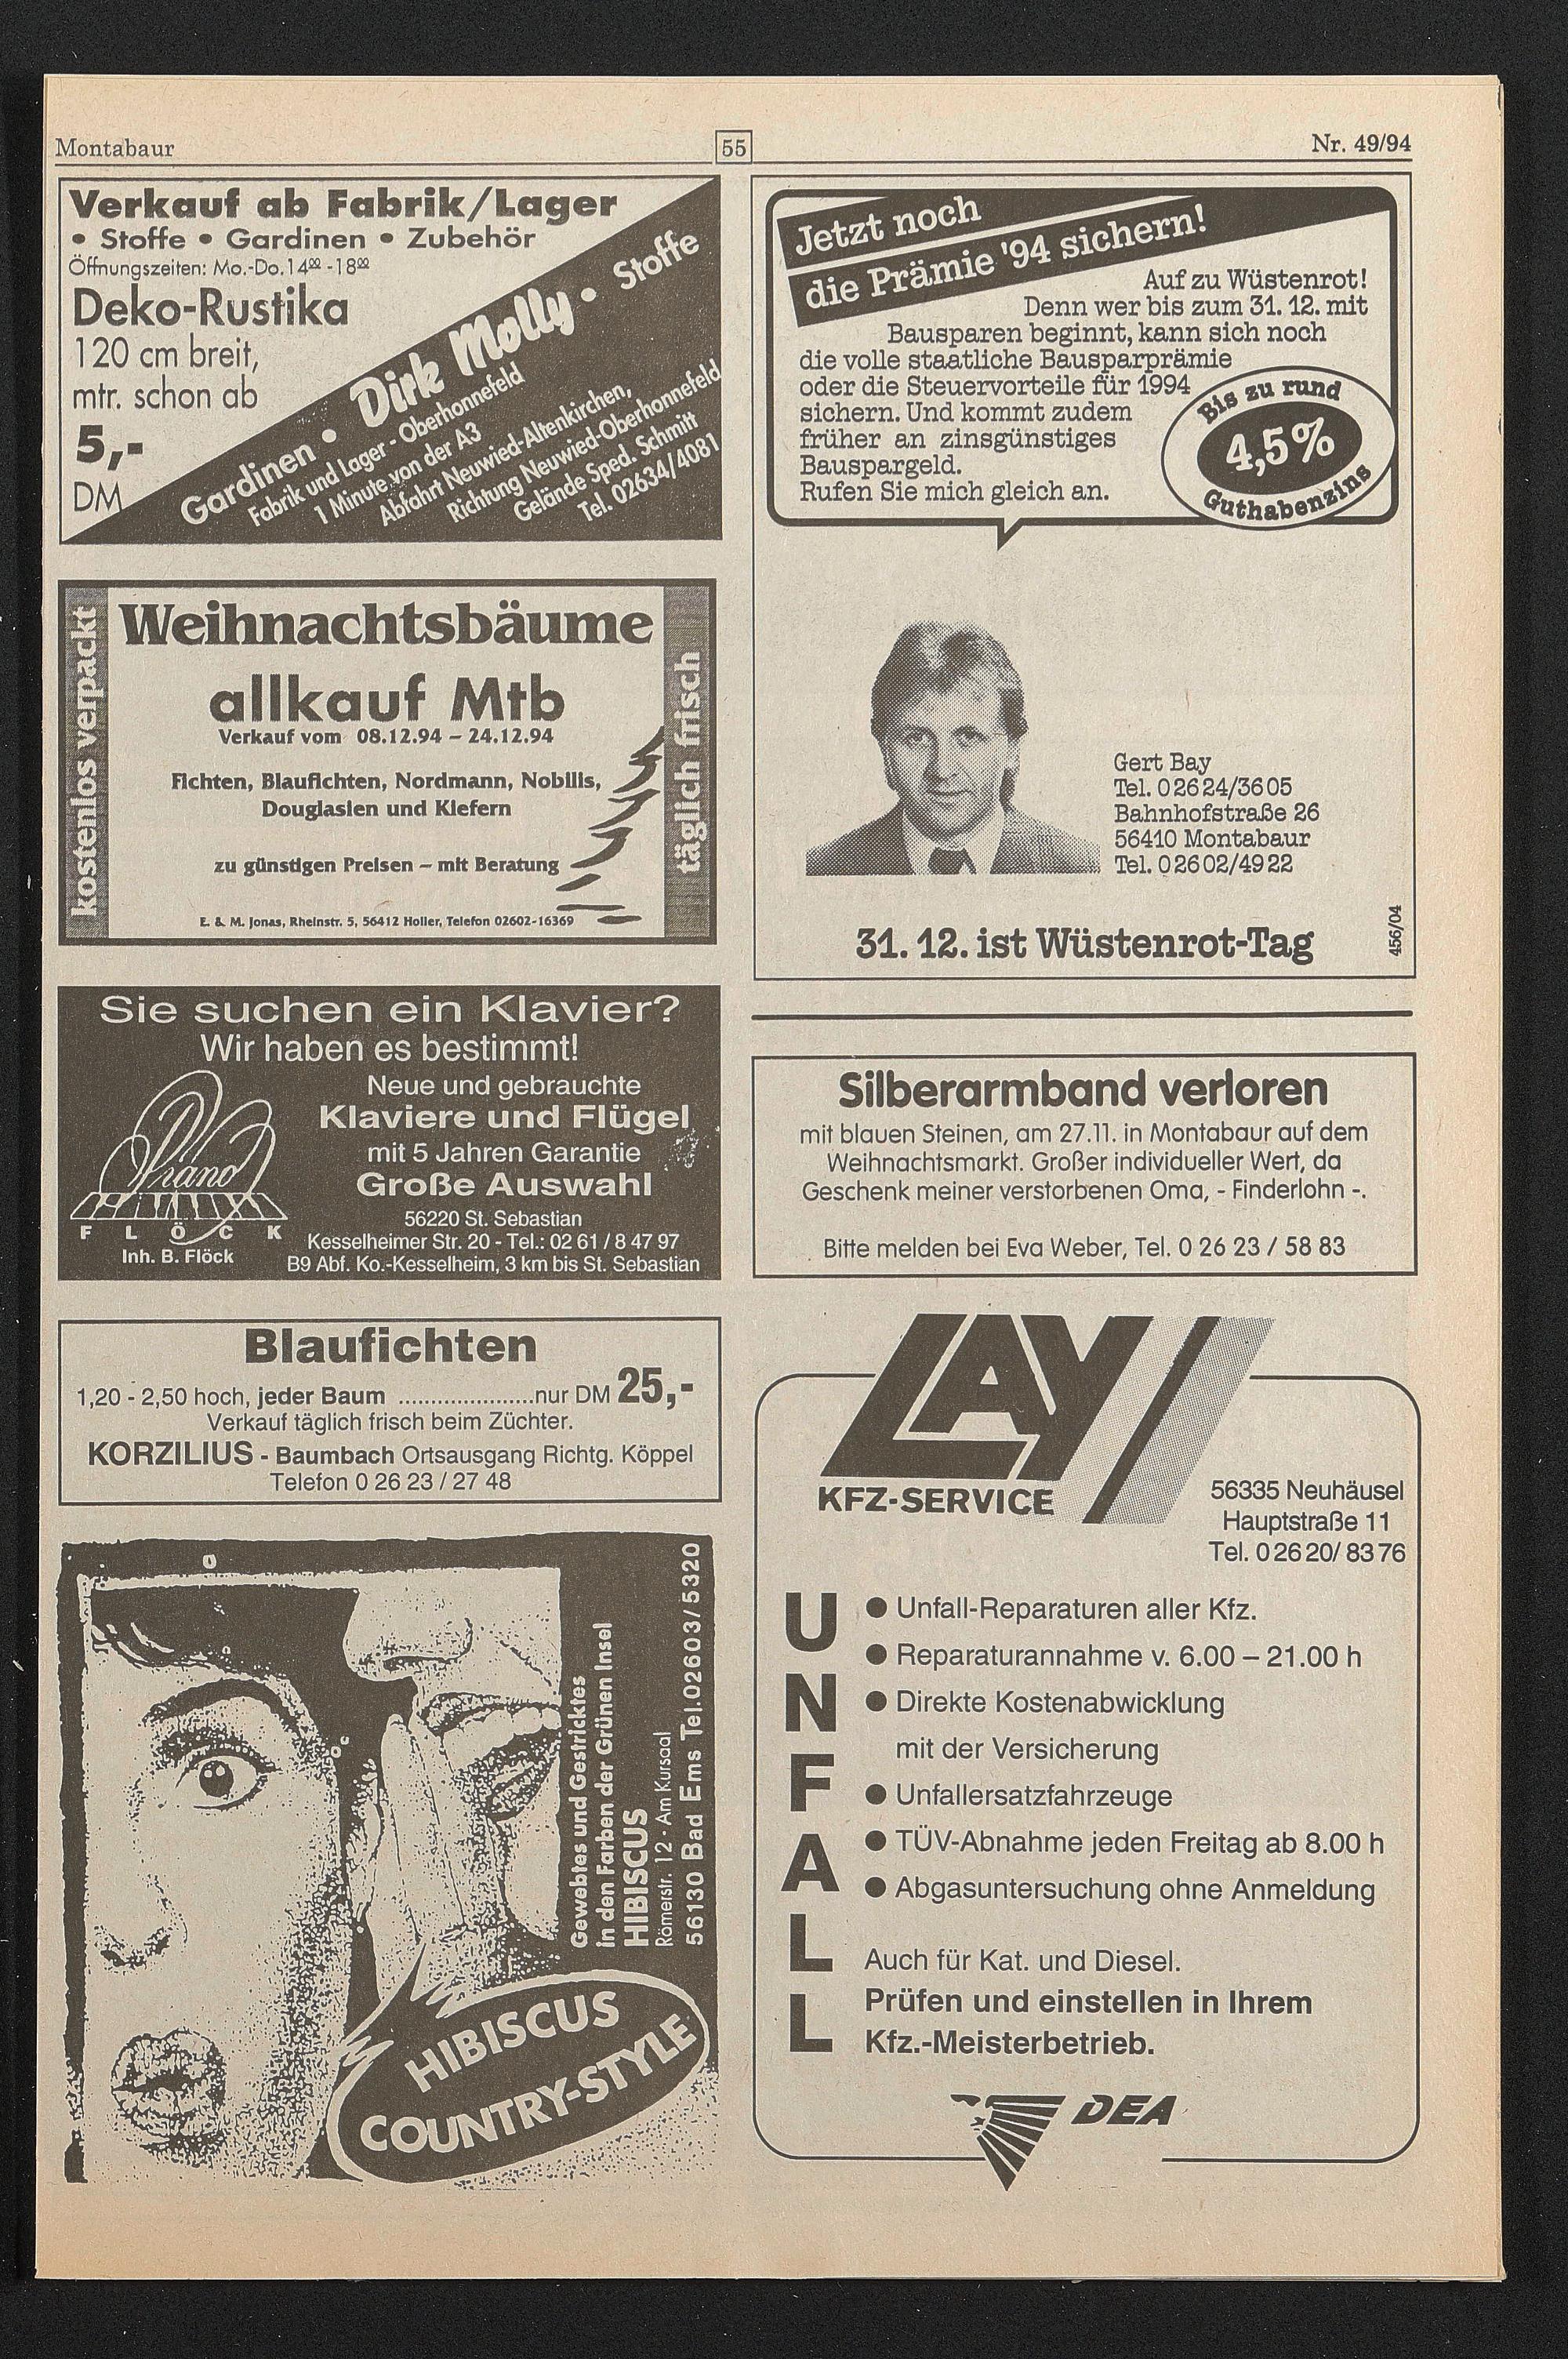 Montabaur
55
Nr. 49/94
Verkauf ab Fabrik/Lager
• Stoffe • Gardinen • Zubehör
Öffnungszeiten: Mo.-Do. 14⁰⁰ - 18⁰⁰
Deko-Rustika
120 cm breit,
mtr. schon ab
5,-
DM
Gardinen • Dirk Molly • Stoffe
Fabrik und Lager - Oberhonnefeld
1 Minute von der A3
Abfahrt Neuwied-Altenkirchen,
Richtung Neuwied-Oberhonnefeld
Gelände Sped. Schmitt
Tel. 02634/4081
kostenlos verpackt
Weihnachtsbäume
allkauf Mtb
Verkauf vom 08.12.94 – 24.12.94
Fichten, Blaufichten, Nordmann, Nobilis,
Douglasien und Kiefern
zu günstigen Preisen – mit Beratung
E. & M. Jonas, Rheinstr. 5, 56412 Holler, Telefon 02602-16369
täglich frisch
Sie suchen ein Klavier?
Wir haben es bestimmt!
Neue und gebrauchte
Klaviere und Flügel
mit 5 Jahren Garantie
Große Auswahl
56220 St. Sebastian
Kesselheimer Str. 20 - Tel.: 02 61 / 8 47 97
B9 Abf. Ko.-Kesselheim, 3 km bis St. Sebastian
Piano
FLÖCK
Inh. B. Flöck
Blaufichten
1,20 - 2,50 hoch, jeder Baum ......................nur DM 25,-
Verkauf täglich frisch beim Züchter.
KORZILIUS - Baumbach Ortsausgang Richtg. Köppel
Telefon 0 26 23 / 27 48
Gewebtes und Gestricktes
in den Farben der Grünen Insel
HIBISCUS
Römerstr. 12 · Am Kursaal
56130 Bad Ems Tel.02603/5320
HIBISCUS
COUNTRY-STYLE
Jetzt noch
die Prämie '94 sichern!
Auf zu Wüstenrot!
Denn wer bis zum 31. 12. mit
Bausparen beginnt, kann sich noch
die volle staatliche Bausparprämie
oder die Steuervorteile für 1994
sichern. Und kommt zudem
früher an zinsgünstiges
Bauspargeld.
Rufen Sie mich gleich an.
Bis zu rund
4,5%
Guthabenzins
Gert Bay
Tel. 0 26 24/36 05
Bahnhofstraße 26
56410 Montabaur
Tel. 0 26 02/49 22
31. 12. ist Wüstenrot-Tag
456/04
Silberarmband verloren
mit blauen Steinen, am 27.11. in Montabaur auf dem
Weihnachtsmarkt. Großer individueller Wert, da
Geschenk meiner verstorbenen Oma, - Finderlohn -.
Bitte melden bei Eva Weber, Tel. 0 26 23 / 58 83
LAY
KFZ-SERVICE
56335 Neuhäusel
Hauptstraße 11
Tel. 0 26 20/ 83 76
UNFALL
● Unfall-Reparaturen aller Kfz.
● Reparaturannahme v. 6.00 – 21.00 h
● Direkte Kostenabwicklung
mit der Versicherung
● Unfallersatzfahrzeuge
● TÜV-Abnahme jeden Freitag ab 8.00 h
● Abgasuntersuchung ohne Anmeldung
Auch für Kat. und Diesel.
Prüfen und einstellen in Ihrem
Kfz.-Meisterbetrieb.
DEA